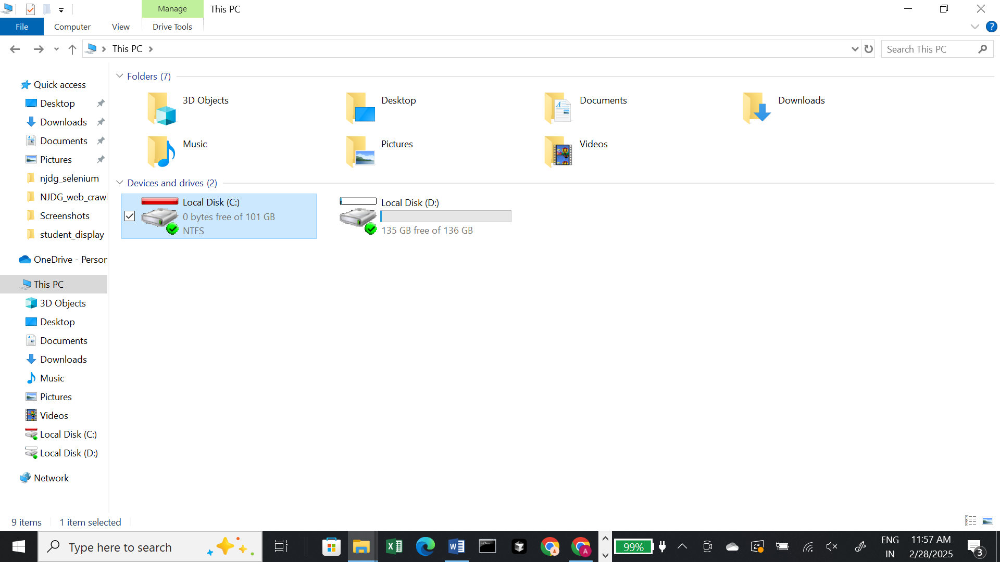 Manage
This PC
File
Computer
View
Drive Tools
This PC
Search This PC
Quick access
Desktop
Downloads
Documents
Pictures
njdg_selenium
NJDG_web_crawl
Screenshots
student_display
OneDrive - Person
This PC
3D Objects
Desktop
Documents
Downloads
Music
Pictures
Videos
Local Disk (C:)
Local Disk (D:)
Network
Folders (7)
3D Objects
Desktop
Documents
Downloads
Music
Pictures
Videos
Devices and drives (2)
Local Disk (C:)
0 bytes free of 101 GB
NTFS
Local Disk (D:)
135 GB free of 136 GB
9 items
1 item selected
Type here to search
99%
ENG
IN
11:57 AM
2/28/2025
3